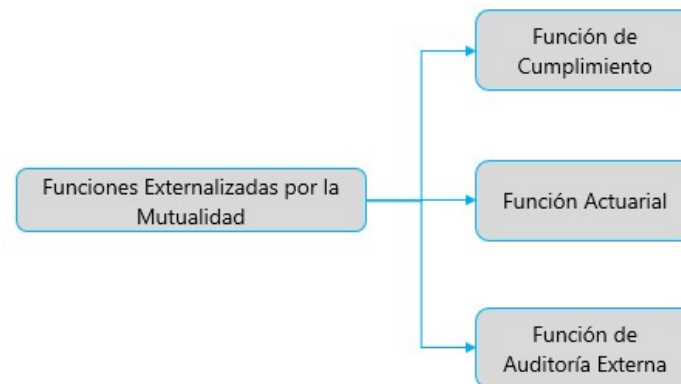 Función de
Cumplimiento
Funciones Externalizadas por la
Mutualidad
Función Actuarial
Función de
Auditoría Externa